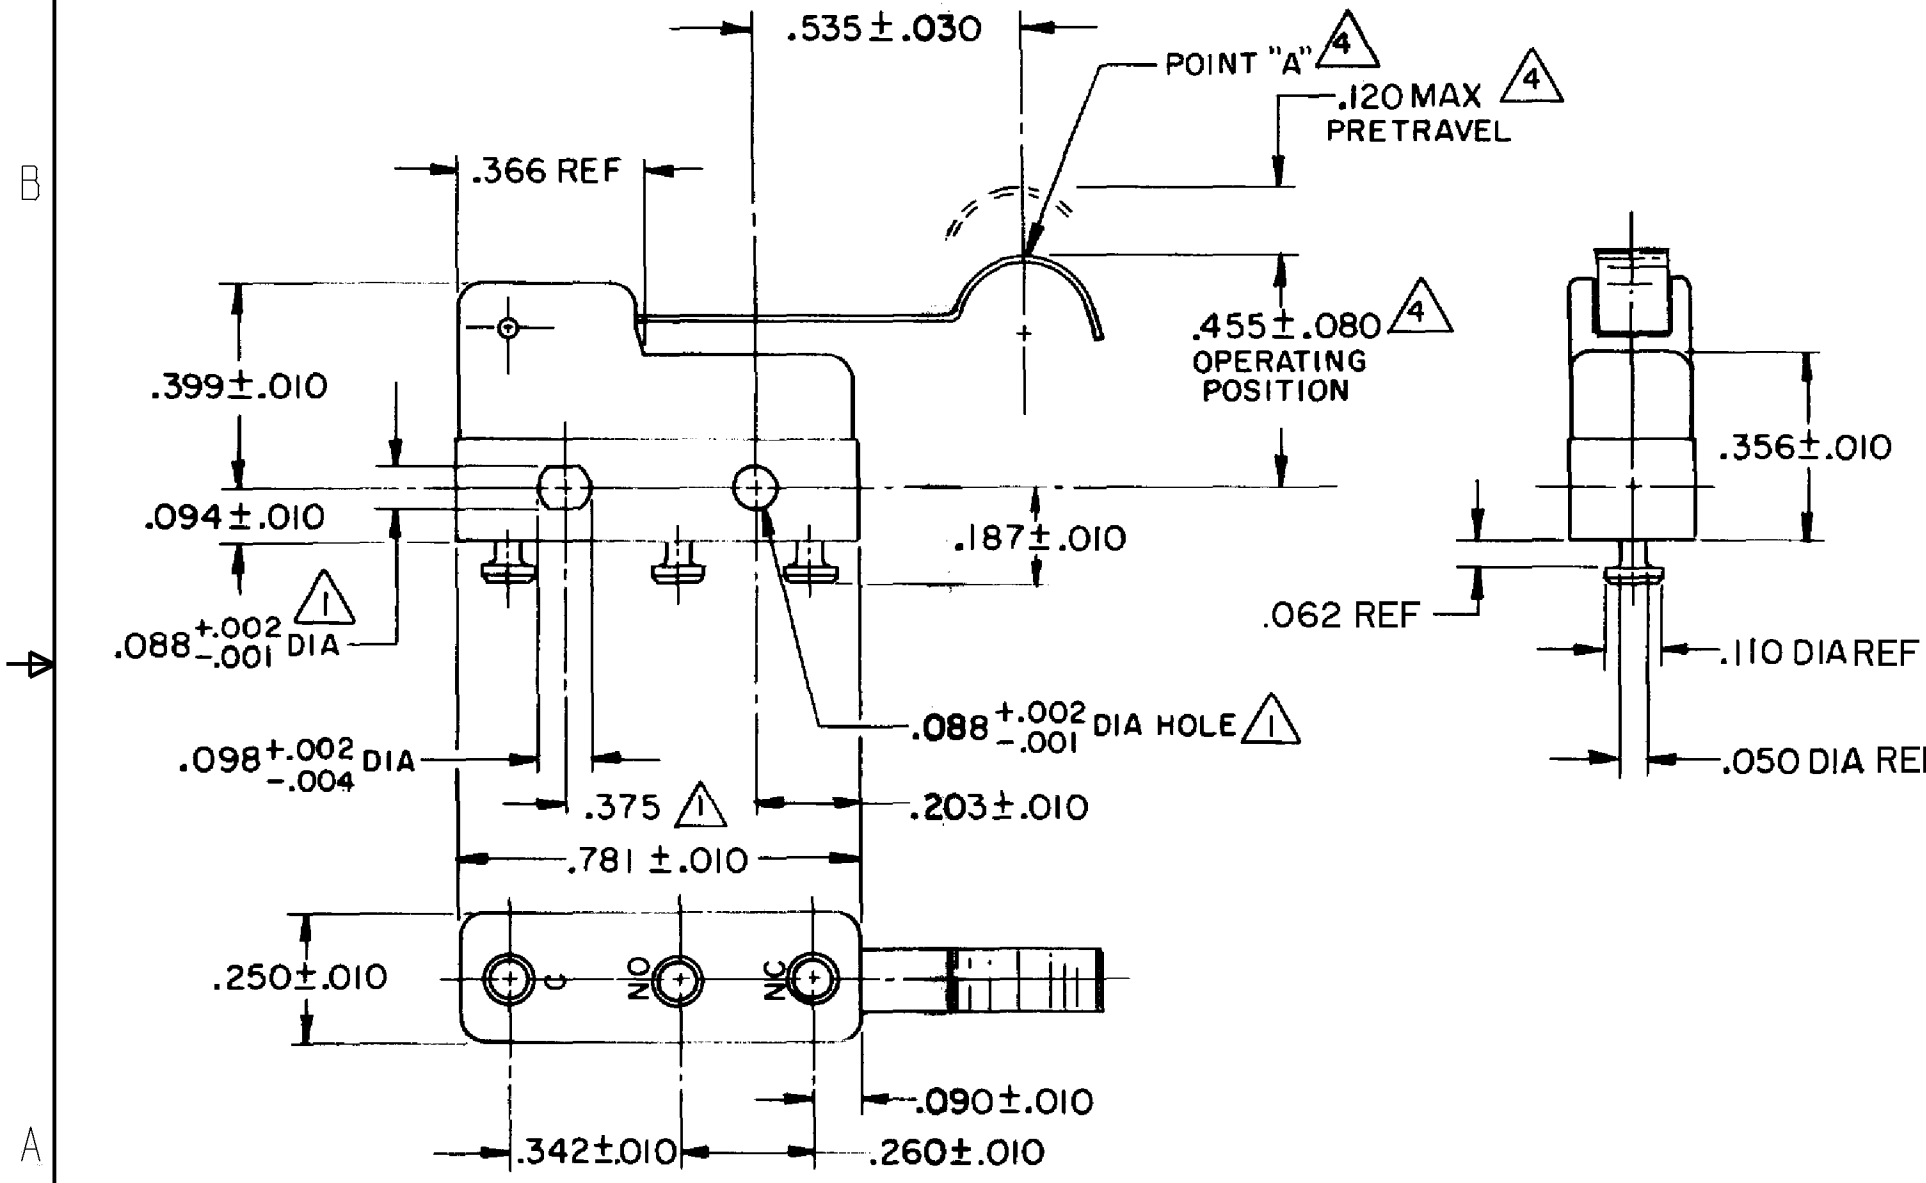 .535±.030
POINT "A" 4
.120 MAX 4
PRETRAVEL
B
.366 REF
.455±.080 4
OPERATING
POSITION
.399±.010
.356±.010
.094±.010
.187±.010
1
.088 +.002 -.001 DIA
.062 REF
.110 DIA REF
.088 +.002 -.001 DIA HOLE 1
.098 +.002 -.004 DIA
.050 DIA
.375 1
.203±.010
.781±.010
.250±.010
C NO NC
.090±.010
A
.342±.010
.260±.010